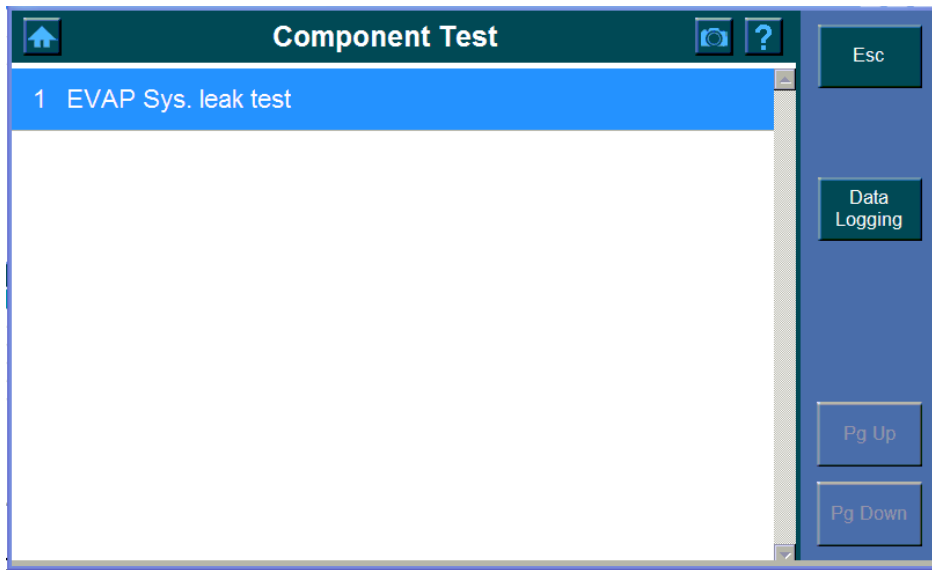 Component Test
?
Esc
1 EVAP Sys. leak test
Data
Logging
Pg Up
Pg Down